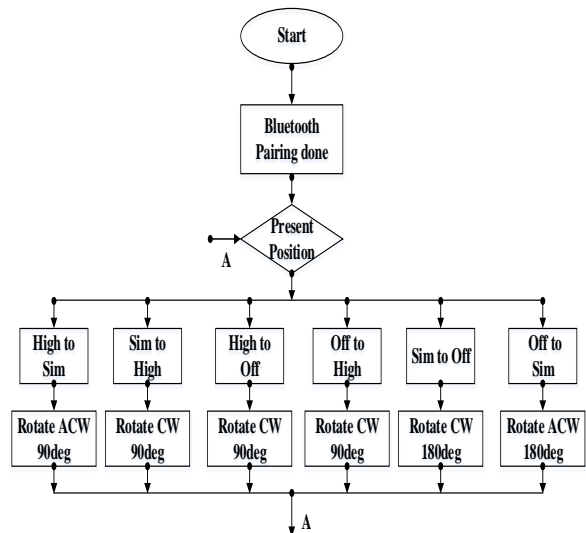 Start
Bluetooth
Pairing done
Present
Position
A
High to
Sim
Sim to
High
High to
Off
Off to
High
Sim to Off
Off to
Sim
Rotate ACW
90deg
Rotate CW
90deg
Rotate CW
90deg
Rotate CW
90deg
Rotate CW
180deg
Rotate ACW
180deg
A